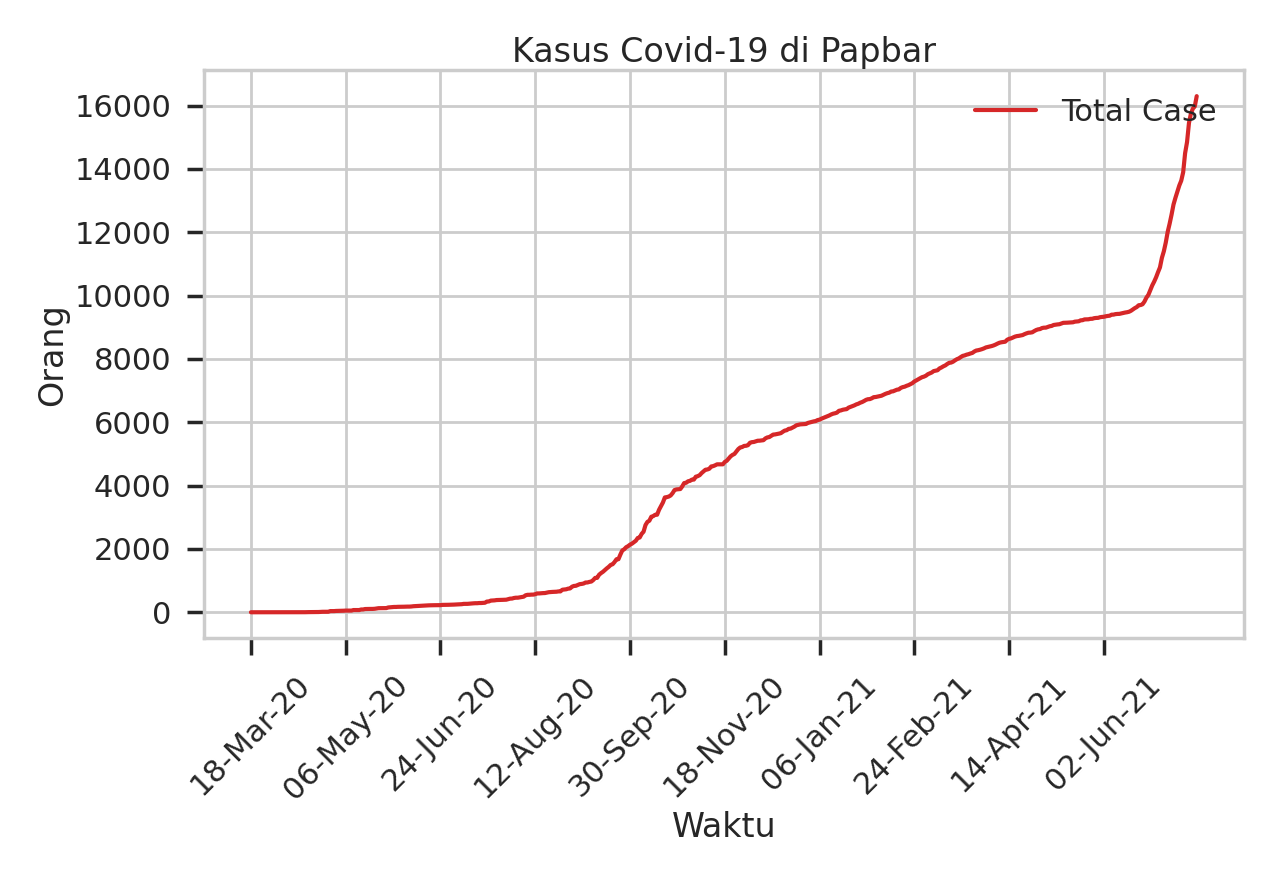 Kasus Covid-19 di Papbar
Total Case
16000
14000
12000
10000
8000
6000
4000
2000
0
Orang
18-Mar-20
06-May-20
24-Jun-20
12-Aug-20
30-Sep-20
18-Nov-20
06-Jan-21
24-Feb-21
14-Apr-21
02-Jun-21
Waktu